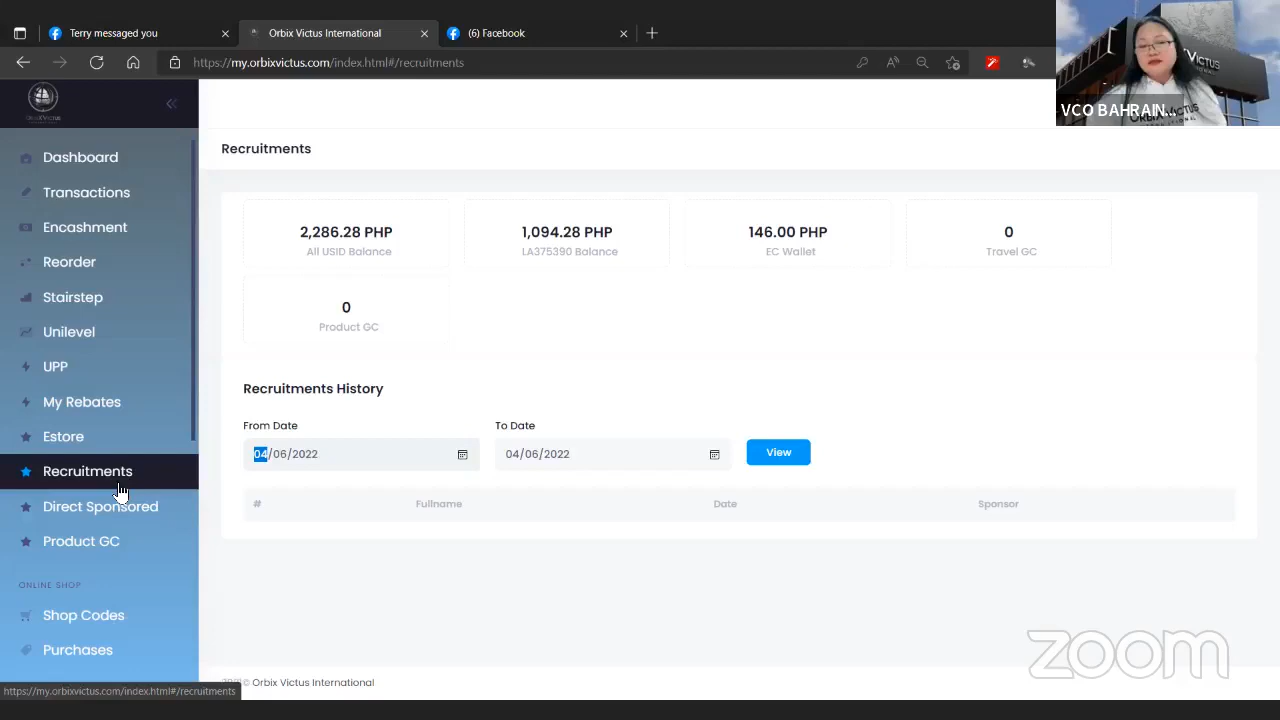 Terry messaged you
Orbix Victus International
(6) Facebook
https://my.orbixvictus.com/index.html#/recruitments
VICTUS
VCO BAHRAIN...
Dashboard
Transactions
Encashment
Reorder
Stairstep
Unilevel
UPP
My Rebates
Estore
Recruitments
Direct Sponsored
Product GC
ONLINE SHOP
Shop Codes
Purchases
Recruitments
2,286.28 PHP
All USID Balance
1,094.28 PHP
LA375390 Balance
146.00 PHP
EC Wallet
0
Travel GC
0
Product GC
Recruitments History
From Date
To Date
04/06/2022
04/06/2022
View
# Fullname Date Sponsor
zoom
© Orbix Victus International
https://my.orbixvictus.com/index.html#/recruitments